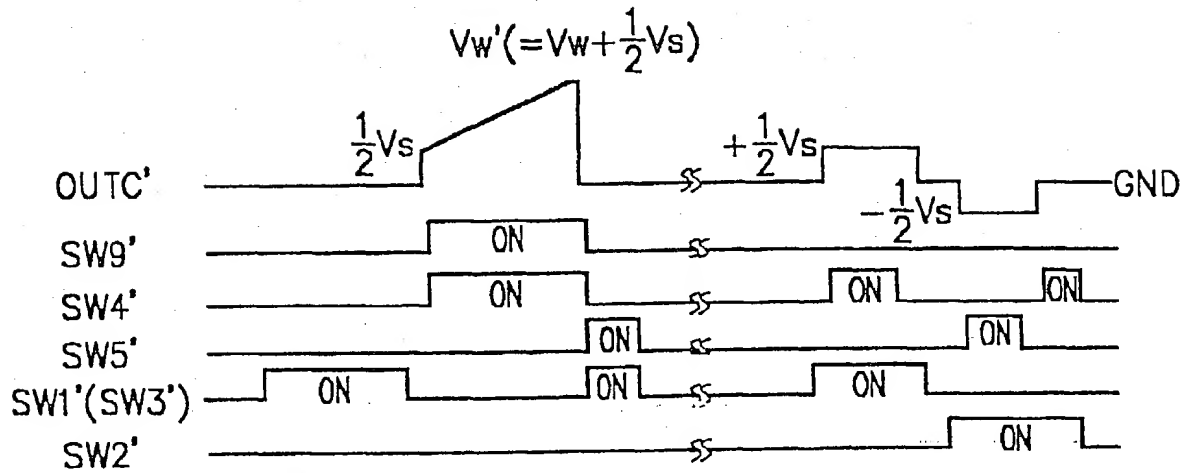 Vw'(=Vw+1/2Vs)
1/2Vs
+1/2Vs
OUTC'
-1/2Vs
GND
SW9'
ON
SW4'
ON
ON
ON
SW5'
ON
ON
SW1'(SW3')
ON
ON
ON
SW2'
ON